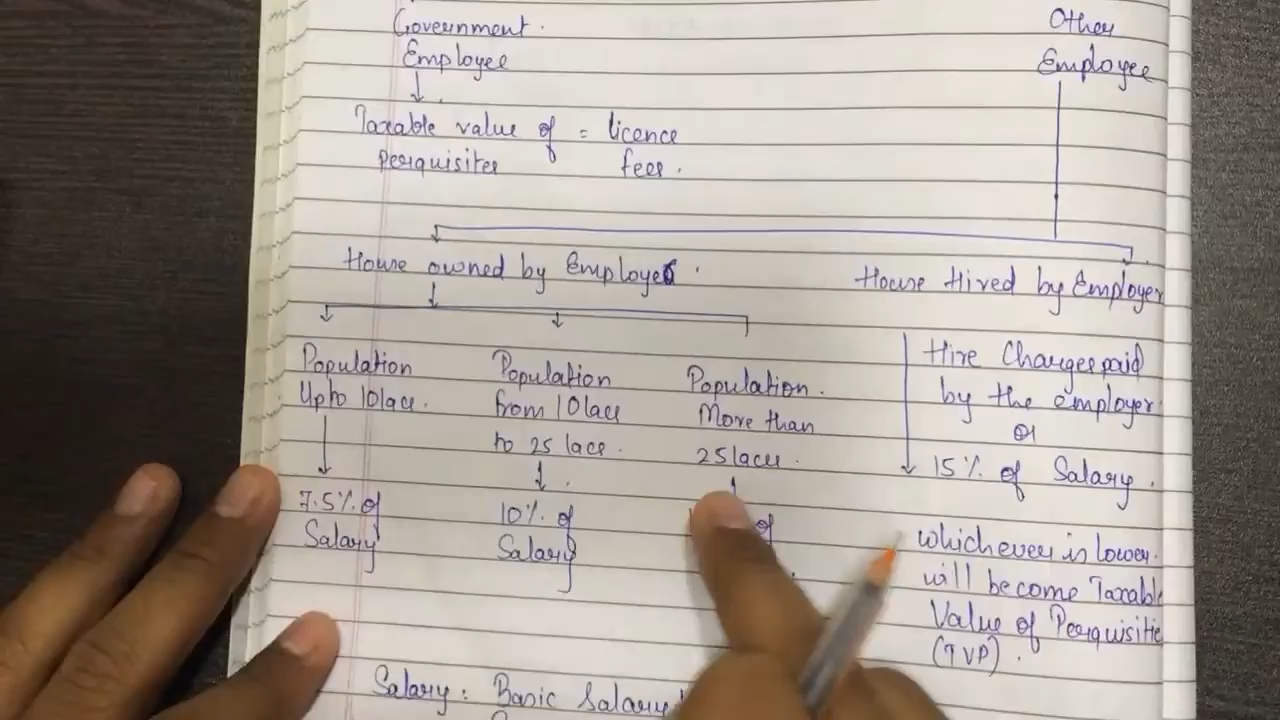 Government.
Employee
Taxable value of = licence
perquisites fees.
Other
Employee
House owned by Employer.
Population
Upto 10lacs.
7.5% of
Salary
Population
from 10lacs
to 25 lacs.
10% of
Salary
Population.
More than
25lacs.
of
House Hired by Employer
Hire Charges paid
by the employer
or
15% of Salary.
whichever is lower.
will become Taxabl
Value of Perquisitie
(TVP).
Salary: Basic Salary